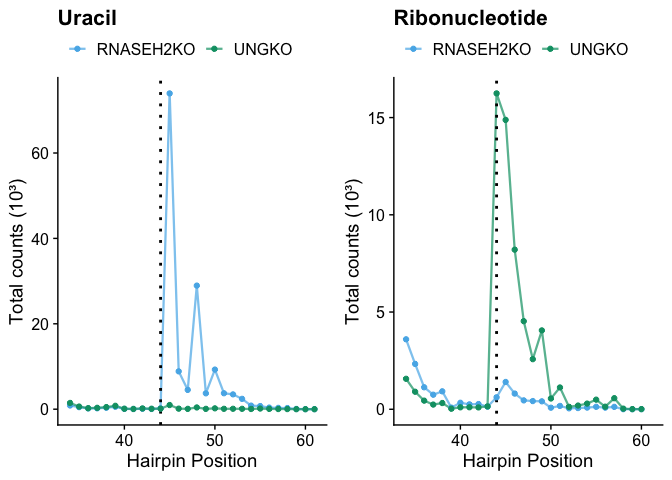 Uracil
RNASEH2KO UNGKO
Total counts (10³)
60
40
20
0
40 50 60
Hairpin Position
Ribonucleotide
RNASEH2KO UNGKO
Total counts (10³)
15
10
5
0
40 50 60
Hairpin Position